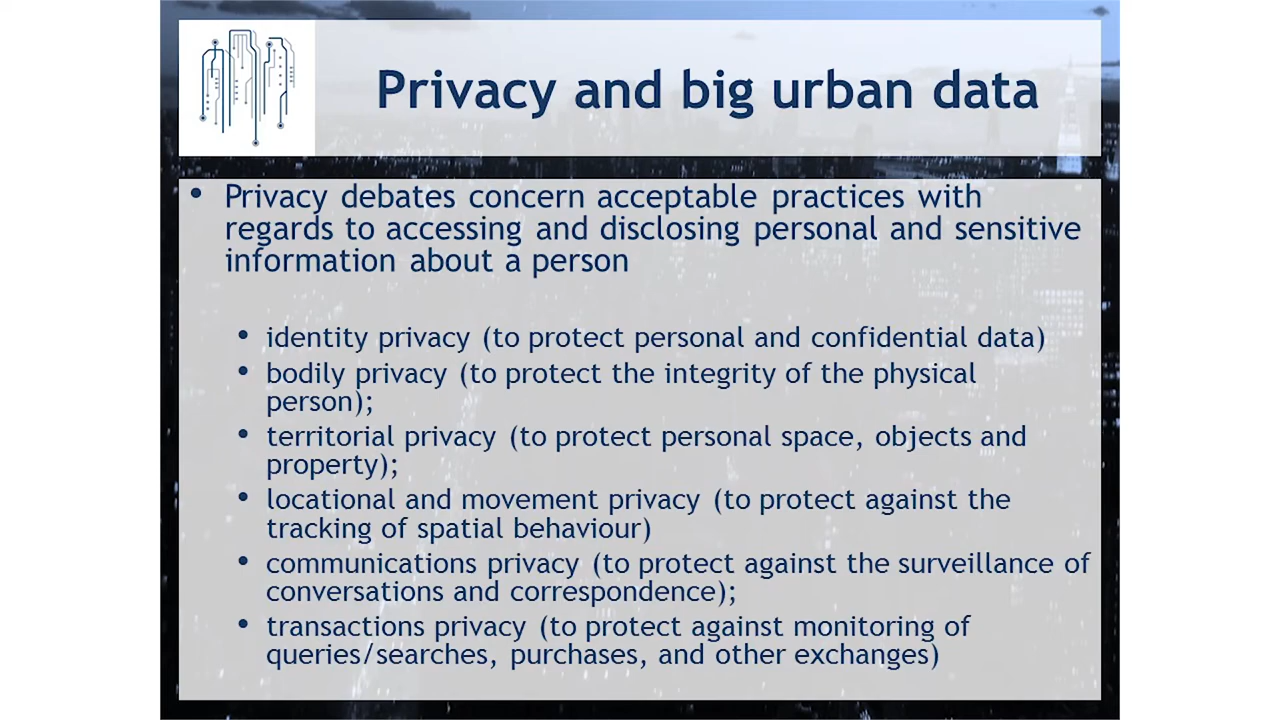 Privacy and big urban data
• Privacy debates concern acceptable practices with
regards to accessing and disclosing personal and sensitive
information about a person
• identity privacy (to protect personal and confidential data)
• bodily privacy (to protect the integrity of the physical
person);
• territorial privacy (to protect personal space, objects and
property);
• locational and movement privacy (to protect against the
tracking of spatial behaviour)
• communications privacy (to protect against the surveillance of
conversations and correspondence);
• transactions privacy (to protect against monitoring of
queries/searches, purchases, and other exchanges)